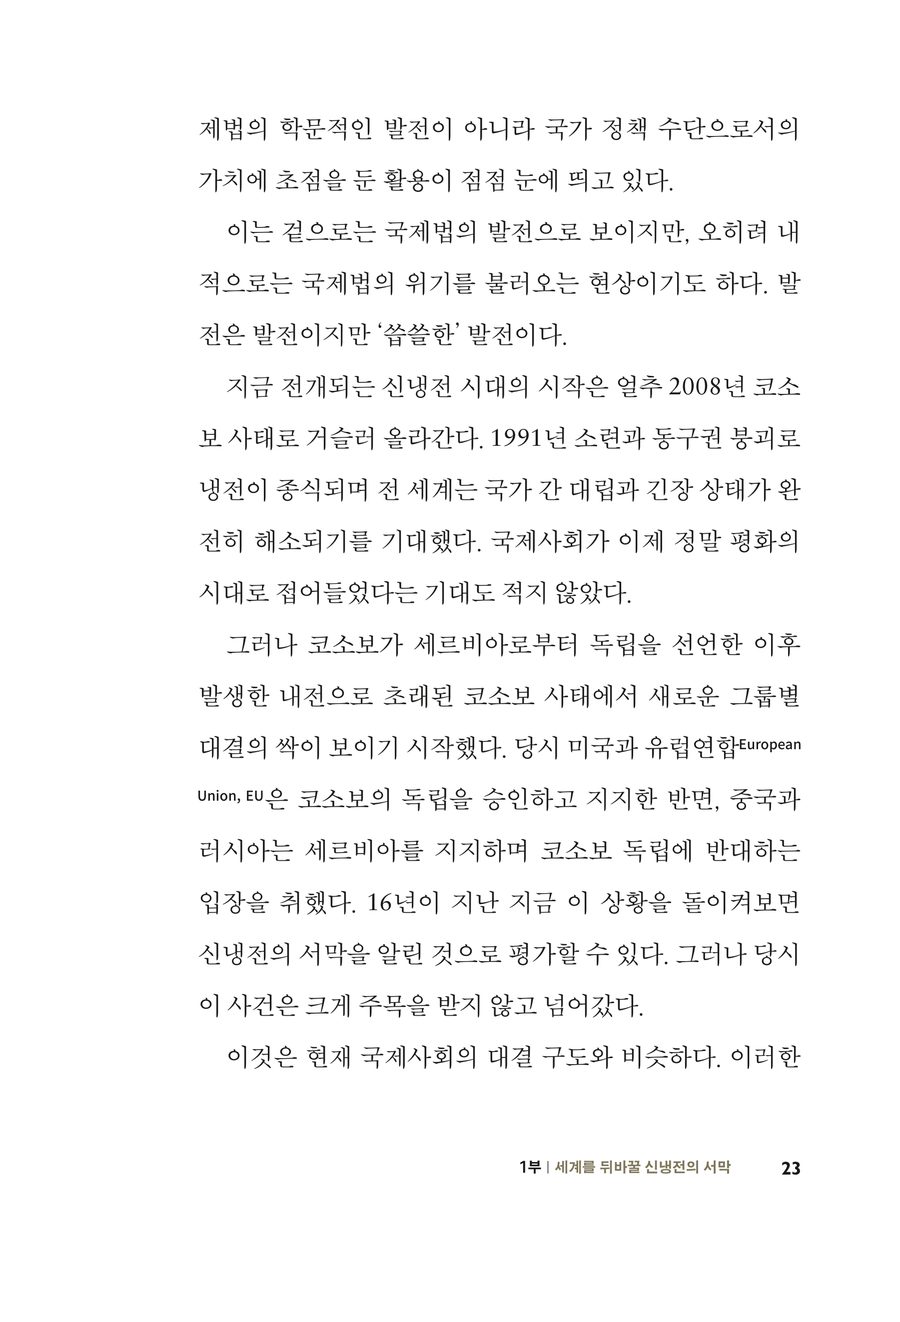 제법의 학문적인 발전이 아니라 국가 정책 수단으로서의
가치에 초점을 둔 활용이 점점 눈에 띄고 있다.
이는 겉으로는 국제법의 발전으로 보이지만, 오히려 내
적으로는 국제법의 위기를 불러오는 현상이기도 하다. 발
전은 발전이지만 ‘씁쓸한’ 발전이다.
지금 전개되는 신냉전 시대의 시작은 얼추 2008년 코소
보 사태로 거슬러 올라간다. 1991년 소련과 동구권 붕괴로
냉전이 종식되며 전 세계는 국가 간 대립과 긴장 상태가 완
전히 해소되기를 기대했다. 국제사회가 이제 정말 평화의
시대로 접어들었다는 기대도 적지 않았다.
그러나 코소보가 세르비아로부터 독립을 선언한 이후
발생한 내전으로 초래된 코소보 사태에서 새로운 그룹별
대결의 싹이 보이기 시작했다. 당시 미국과 유럽연합European
Union, EU은 코소보의 독립을 승인하고 지지한 반면, 중국과
러시아는 세르비아를 지지하며 코소보 독립에 반대하는
입장을 취했다. 16년이 지난 지금 이 상황을 돌이켜보면
신냉전의 서막을 알린 것으로 평가할 수 있다. 그러나 당시
이 사건은 크게 주목을 받지 않고 넘어갔다.
이것은 현재 국제사회의 대결 구도와 비슷하다. 이러한
1부 | 세계를 뒤바꿀 신냉전의 서막 23